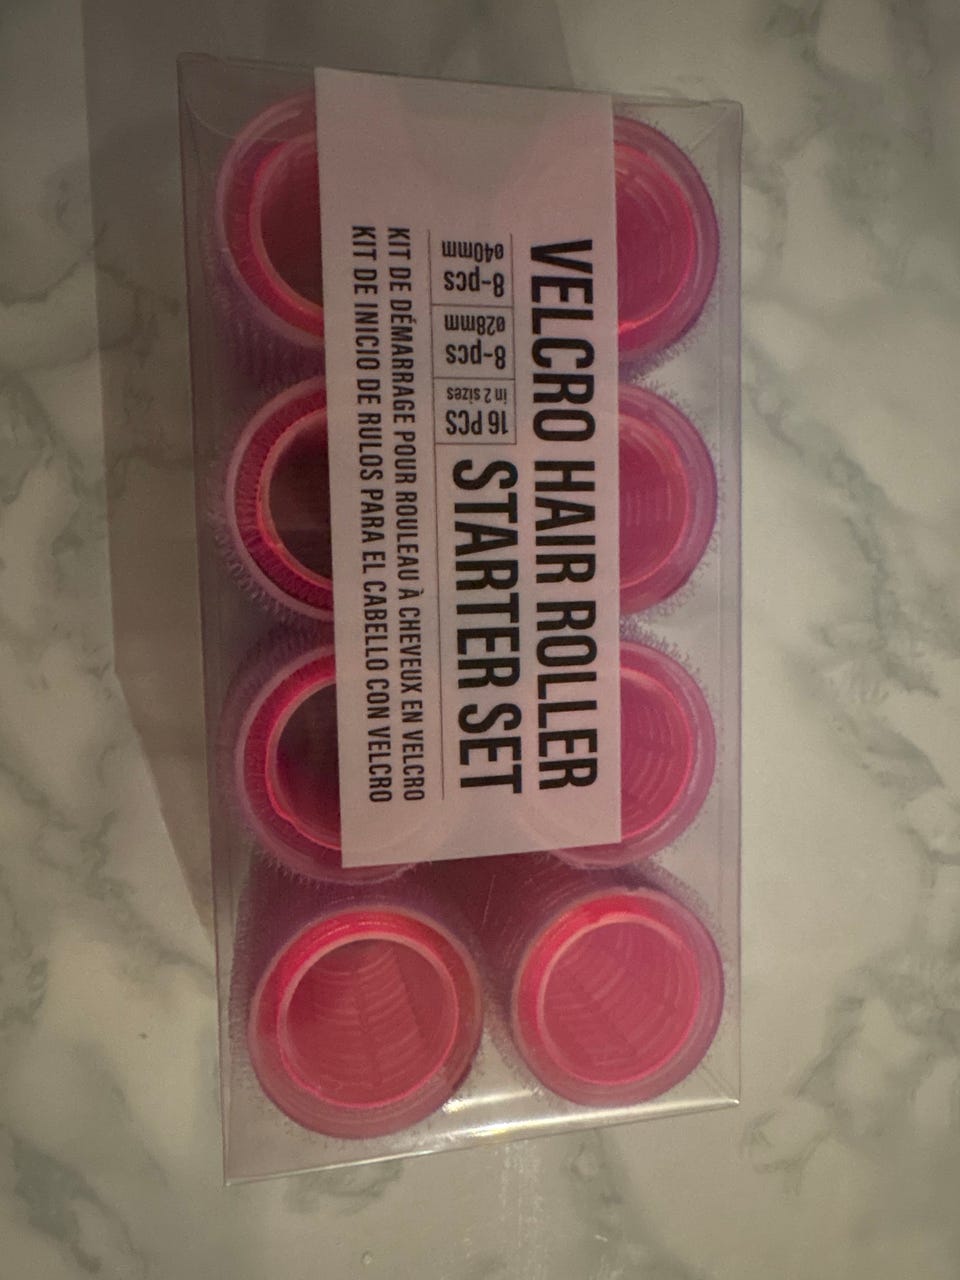 VELCRO HAIR ROLLER
STARTER SET
16 PCS
in 2 sizes
8-pcs
ø28mm
8-pcs
ø40mm
KIT DE DÉMARRAGE POUR ROULEAU À CHEVEUX EN VELCRO
KIT DE INICIO DE RULOS PARA EL CABELLO CON VELCRO